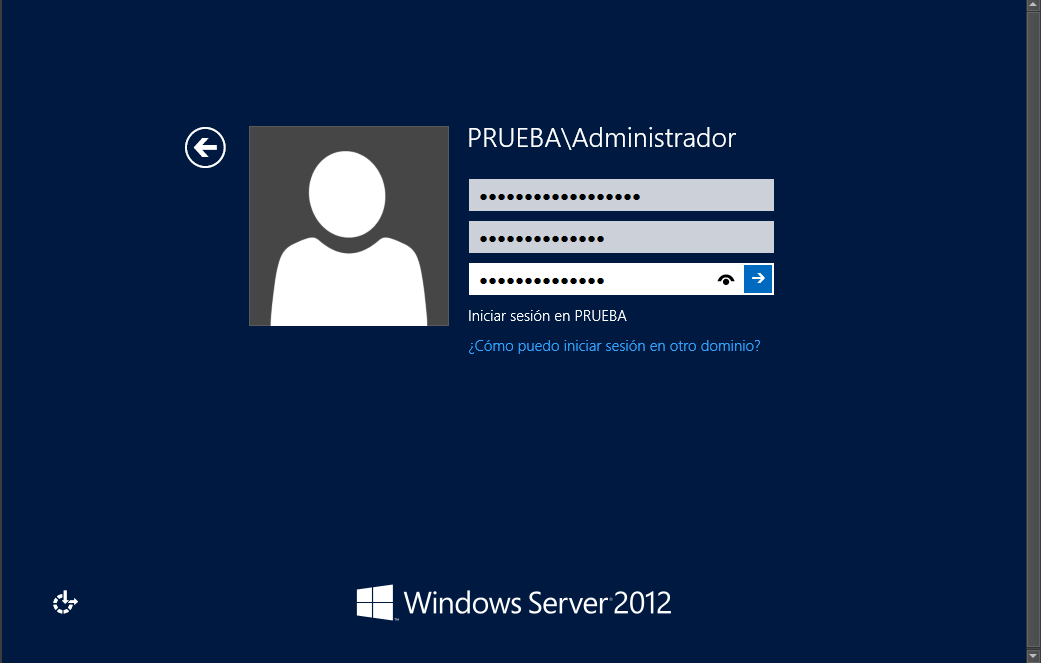 PRUEBA\Administrador
••••••••••••••••••
••••••••••••••
••••••••••••••
Iniciar sesión en PRUEBA
¿Cómo puedo iniciar sesión en otro dominio?
Windows Server 2012